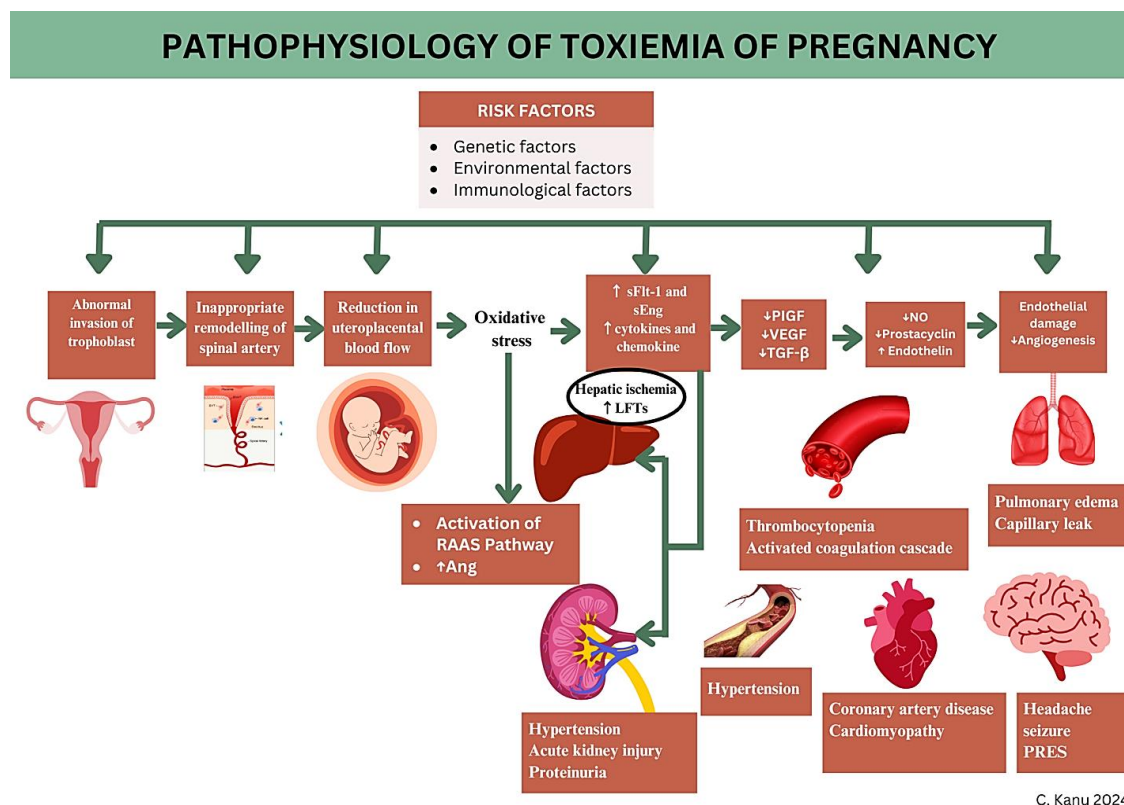 PATHOPHYSIOLOGY OF TOXIEMIA OF PREGNANCY
RISK FACTORS
• Genetic factors
• Environmental factors
• Immunological factors
Abnormal
invasion of
trophoblast
Inappropriate
remodelling of
spinal artery
Reduction in
uteroplacental
blood flow
Oxidative
stress
↑ sFlt-1 and
sEng
↑ cytokines and
chemokine
↓PIGF
↓VEGF
↓TGF-β
↓NO
↓Prostacyclin
↑ Endothelin
Endothelial
damage
↓Angiogenesis
Hepatic ischemia
↑ LFTs
• Activation of
RAAS Pathway
• ↑Ang
Thrombocytopenia
Activated coagulation cascade
Pulmonary edema
Capillary leak
Hypertension
Acute kidney injury
Proteinuria
Hypertension
Coronary artery disease
Cardiomyopathy
Headache
seizure
PRES
C. Kanu 2024